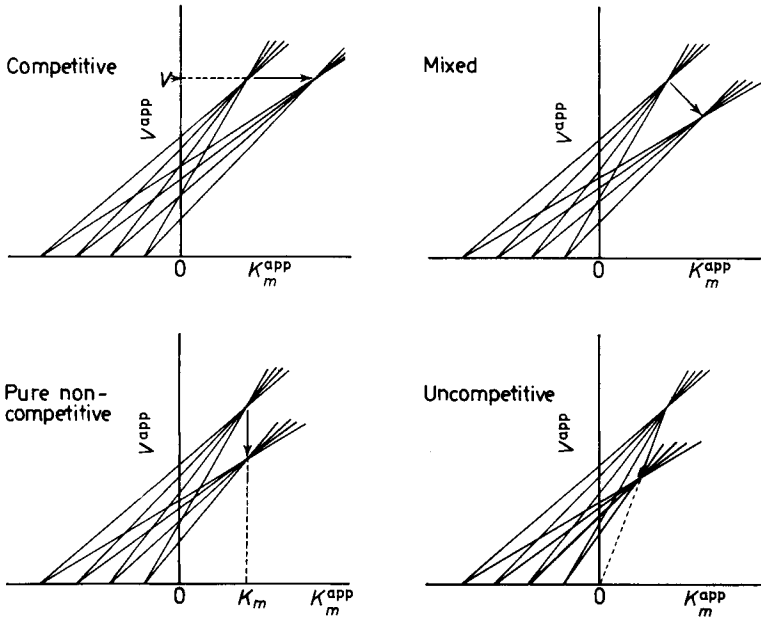 Competitive
V
V^app
0
K_m^app
Mixed
V^app
0
K_m^app
Pure non-
competitive
V^app
0
K_m
K_m^app
Uncompetitive
V^app
0
K_m^app